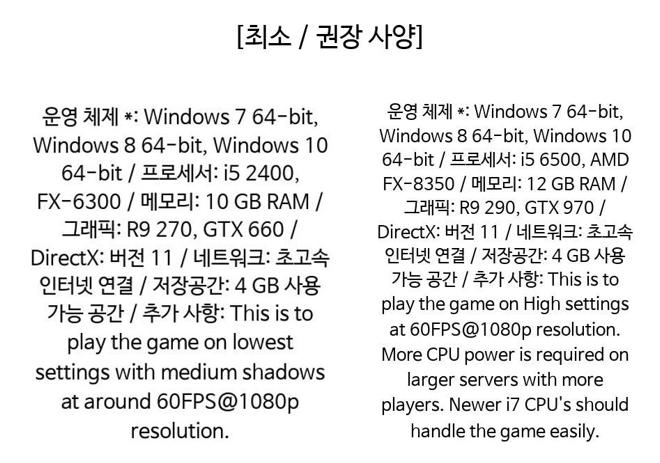 [최소 / 권장 사양]
운영 체제 *: Windows 7 64-bit,
Windows 8 64-bit, Windows 10
64-bit / 프로세서: i5 2400,
FX-6300 / 메모리: 10 GB RAM /
그래픽: R9 270, GTX 660 /
DirectX: 버전 11 / 네트워크: 초고속
인터넷 연결 / 저장공간: 4 GB 사용
가능 공간 / 추가 사항: This is to
play the game on lowest
settings with medium shadows
at around 60FPS@1080p
resolution.
운영 체제 *: Windows 7 64-bit,
Windows 8 64-bit, Windows 10
64-bit / 프로세서: i5 6500, AMD
FX-8350 / 메모리: 12 GB RAM /
그래픽: R9 290, GTX 970 /
DirectX: 버전 11 / 네트워크: 초고속
인터넷 연결 / 저장공간: 4 GB 사용
가능 공간 / 추가 사항: This is to
play the game on High settings
at 60FPS@1080p resolution.
More CPU power is required on
larger servers with more
players. Newer i7 CPU's should
handle the game easily.